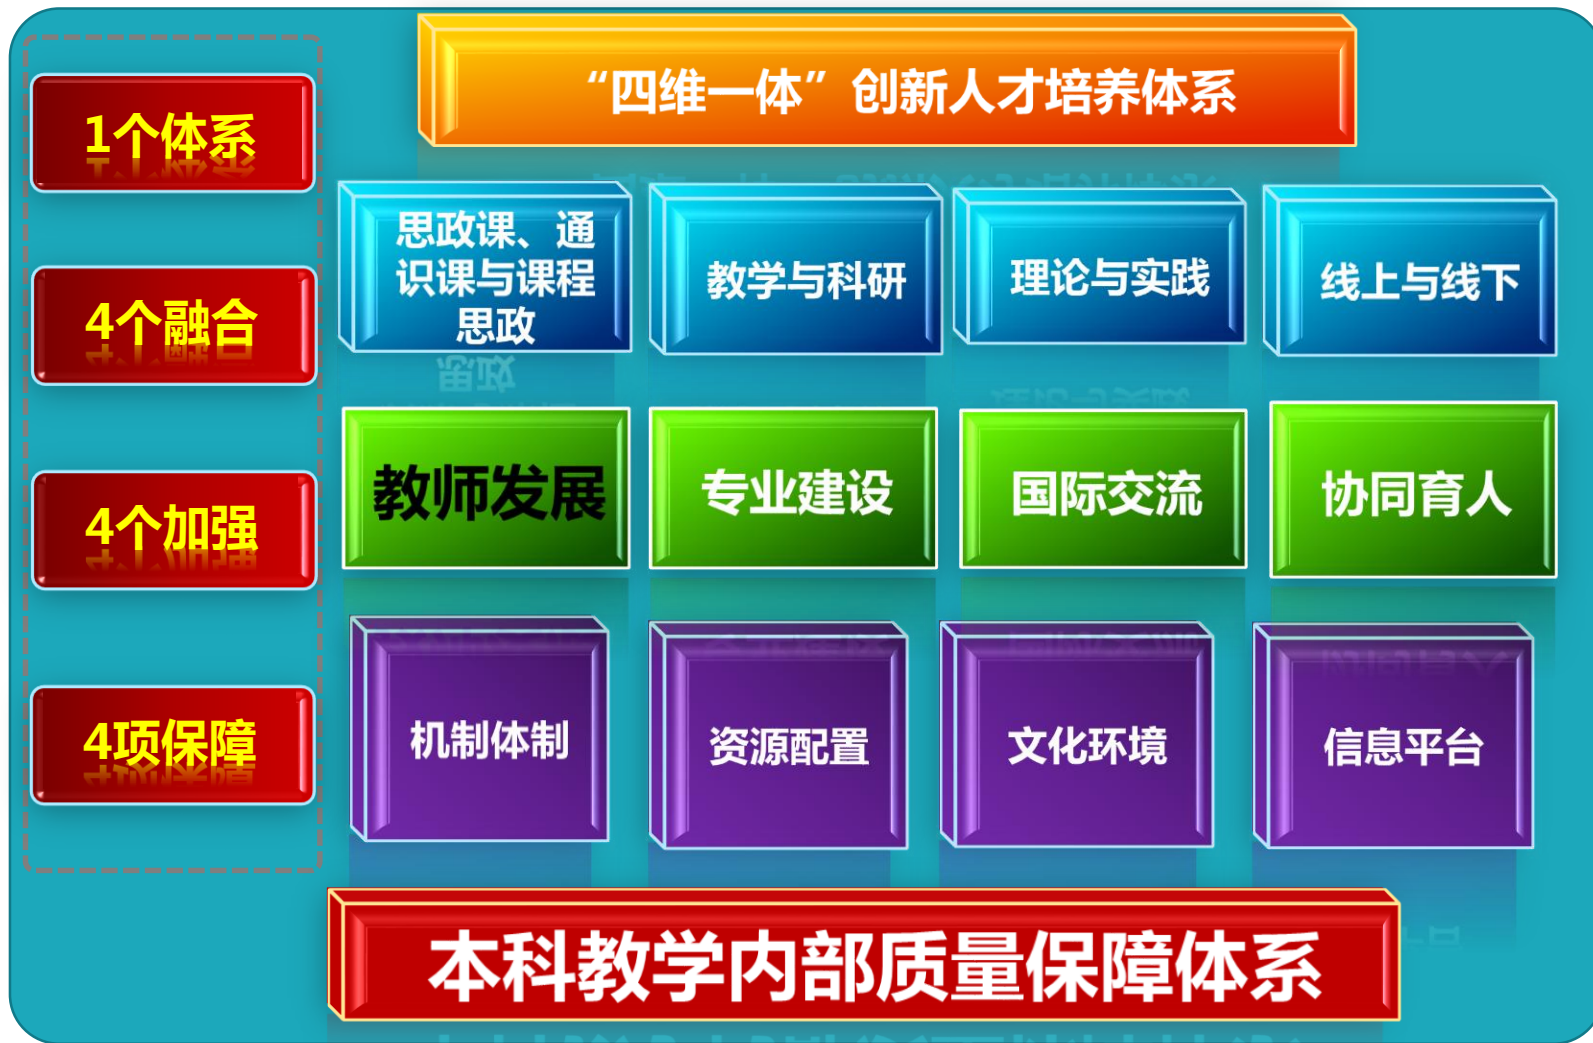 1个体系
“四维一体”创新人才培养体系
4个融合
思政课、通
识课与课程
思政
教学与科研
理论与实践
线上与线下
4个加强
教师发展
专业建设
国际交流
协同育人
4项保障
机制体制
资源配置
文化环境
信息平台
本科教学内部质量保障体系